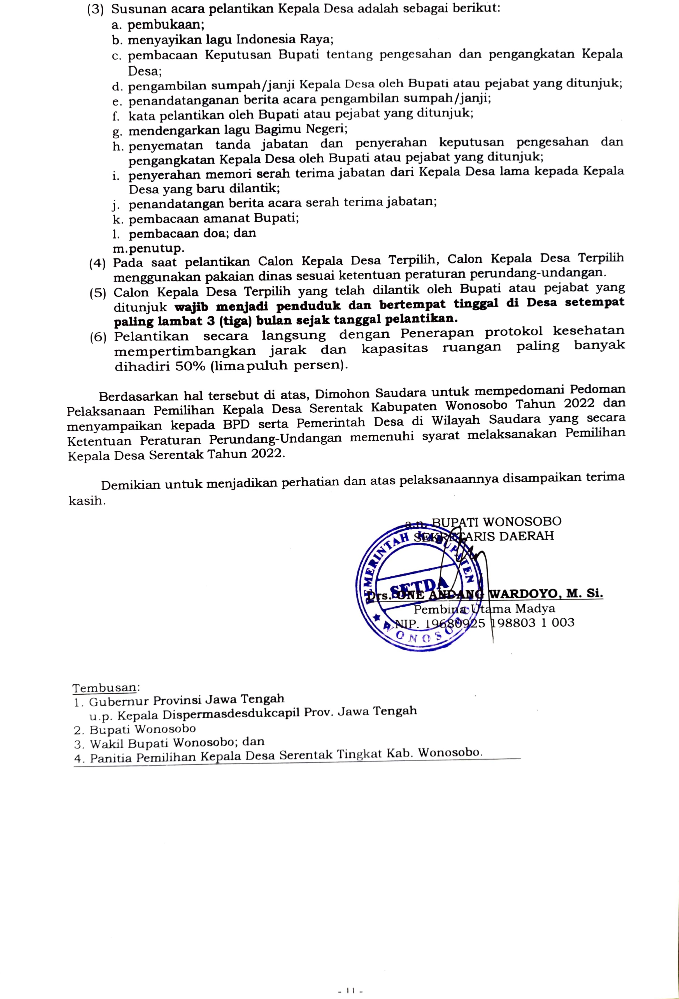 (3) Susunan acara pelantikan Kepala Desa adalah sebagai berikut:
a. pembukaan;
b. menyayikan lagu Indonesia Raya;
c. pembacaan Keputusan Bupati tentang pengesahan dan pengangkatan Kepala
Desa;
d. pengambilan sumpah/janji Kepala Desa oleh Bupati atau pejabat yang ditunjuk;
e. penandatanganan berita acara pengambilan sumpah/janji;
f. kata pelantikan oleh Bupati atau pejabat yang ditunjuk;
g. mendengarkan lagu Bagimu Negeri;
h. penyematan tanda jabatan dan penyerahan keputusan pengesahan dan
pengangkatan Kepala Desa oleh Bupati atau pejabat yang ditunjuk;
i. penyerahan memori serah terima jabatan dari Kepala Desa lama kepada Kepala
Desa yang baru dilantik;
j. penandatangan berita acara serah terima jabatan;
k. pembacaan amanat Bupati;
l. pembacaan doa; dan
m. penutup.
(4) Pada saat pelantikan Calon Kepala Desa Terpilih, Calon Kepala Desa Terpilih
menggunakan pakaian dinas sesuai ketentuan peraturan perundang-undangan.
(5) Calon Kepala Desa Terpilih yang telah dilantik oleh Bupati atau pejabat yang
ditunjuk wajib menjadi penduduk dan bertempat tinggal di Desa setempat
paling lambat 3 (tiga) bulan sejak tanggal pelantikan.
(6) Pelantikan secara langsung dengan Penerapan protokol kesehatan
mempertimbangkan jarak dan kapasitas ruangan paling banyak
dihadiri 50% (lima puluh persen).
Berdasarkan hal tersebut di atas, Dimohon Saudara untuk mempedomani Pedoman
Pelaksanaan Pemilihan Kepala Desa Serentak Kabupaten Wonosobo Tahun 2022 dan
menyampaikan kepada BPD serta Pemerintah Desa di Wilayah Saudara yang secara
Ketentuan Peraturan Perundang-Undangan memenuhi syarat melaksanakan Pemilihan
Kepala Desa Serentak Tahun 2022.
Demikian untuk menjadikan perhatian dan atas pelaksanaannya disampaikan terima
kasih.
a.n. BUPATI WONOSOBO
SEKRETARIS DAERAH
PEMERINTAH KABUPATEN
SETDA
WONOSOBO
Drs. ONE ANDANG WARDOYO, M. Si.
Pembina Utama Madya
NIP. 19680925 198803 1 003
Tembusan:
1. Gubernur Provinsi Jawa Tengah
u.p. Kepala Dispermasdesdukcapil Prov. Jawa Tengah
2. Bupati Wonosobo
3. Wakil Bupati Wonosobo; dan
4. Panitia Pemilihan Kepala Desa Serentak Tingkat Kab. Wonosobo.
- 11 -